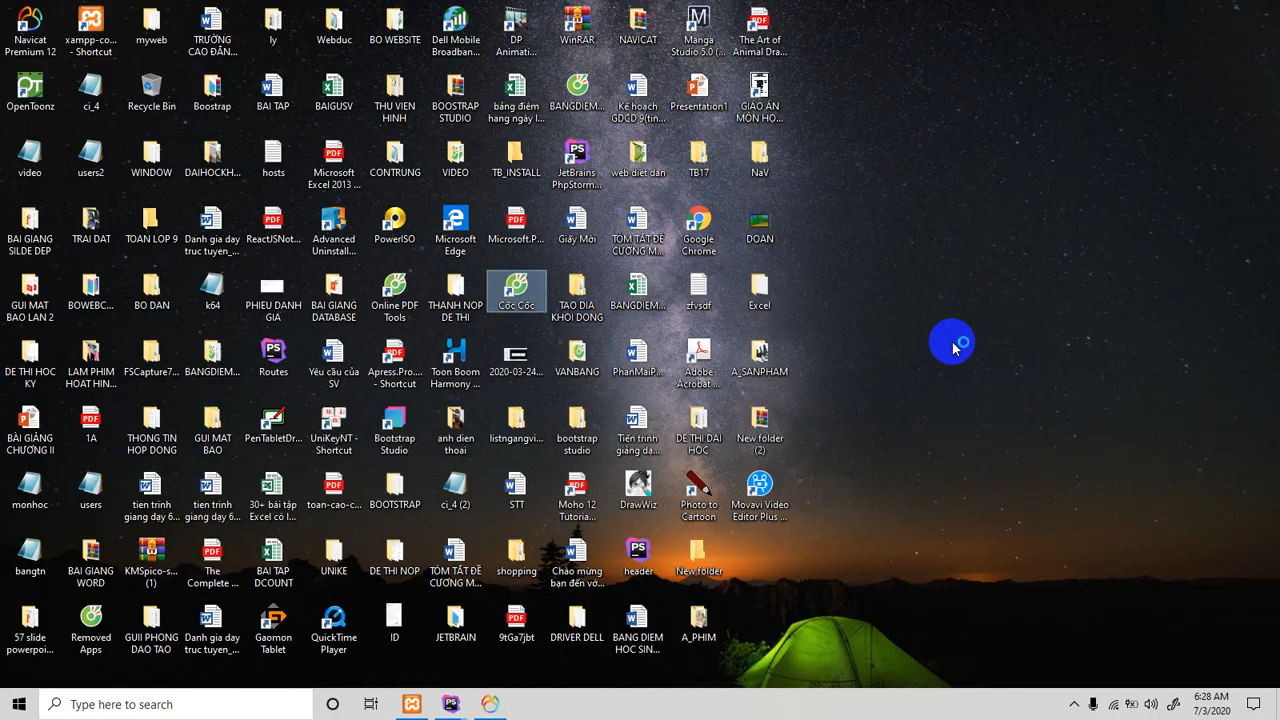 Navicat
Premium 12
xampp-co...
- Shortcut
myweb
TRƯỜNG
CAO ĐẲN...
ly
Webduc
BO WEBSITE
Dell Mobile
Broadban...
DP
Animati...
WinRAR
NAVICAT
Manga
Studio 5.0 (...
The Art of
Animal Dra...
OpenToonz
ci_4
Recycle Bin
Boostrap
BAI TAP
BAIGUSV
THU VIEN
HINH
BOOSTRAP
STUDIO
bảng điểm
hang ngày l...
BANGDIEM...
Kế hoạch
GDCD 9(tin...
Presentation1
GIÁO ÁN
MÔN HỌ...
video
users2
WINDOW
DAIHOCKH...
hosts
Microsoft
Excel 2013 ...
CONTRUNG
VIDEO
TB_INSTALL
JetBrains
PhpStorm...
web diet dan
TB17
NaV
BAI GIANG
SILDE DEP
TRAI DAT
TOAN LOP 9
Danh gia day
truc tuyen_...
ReactJSNot...
Advanced
Uninstall...
PowerISO
Microsoft
Edge
Microsoft.P...
Giấy Mời
TÓM TẮT ĐỀ
CƯƠNG M...
Google
Chrome
DOAN
GUI MAT
BAO LAN 2
BOWEBC...
BO DAN
k64
PHIEU DANH
GIA
BAI GIANG
DATABASE
Online PDF
Tools
THANH NOP
DE THI
Cốc Cốc
TAO DIA
KHOI DONG
BANGDIEM...
zfvsdf
Excel
DE THI HOC
KY
LAM PHIM
HOAT HIN...
FSCapture7...
BANGDIEM...
Routes
Yêu cầu của
SV
Apress.Pro....
- Shortcut
Toon Boom
Harmony ...
2020-03-24...
VANBANG
PhanMaiP...
Adobe
Acrobat ...
A_SANPHAM
BÀI GIẢNG
CHƯƠNG II
1A
THONG TIN
HOP DONG
GUI MAT
BAO
PenTabletDr...
UniKeyNT -
Shortcut
Bootstrap
Studio
anh dien
thoai
listngangvi...
bootstrap
studio
Tiến trình
giảng dạ...
DE THI DAI
HOC
New folder
(2)
monhoc
users
tien trinh
giang day 6...
tien trinh
giang day 6...
30+ bài tập
Excel có l...
toan-cao-c...
BOOTSTRAP
ci_4 (2)
STT
Moho 12
Tutoria...
DrawWiz
Photo to
Cartoon
Movavi Video
Editor Plus ...
bangtn
BAI GIANG
WORD
KMSpico-s...
(1)
The
Complete ...
BAI TAP
DCOUNT
UNIKE
DE THI NOP
TÓM TẮT ĐỀ
CƯƠNG M...
shopping
Chào mừng
bạn đến vớ...
header
New folder
57 slide
powerpoi...
Removed
Apps
GUII PHONG
DAO TAO
Danh gia day
truc tuyen_...
Gaomon
Tablet
QuickTime
Player
ID
JETBRAIN
9tGa7jbt
DRIVER DELL
BANG DIEM
HOC SIN...
A_PHIM
Type here to search
6:28 AM
7/3/2020